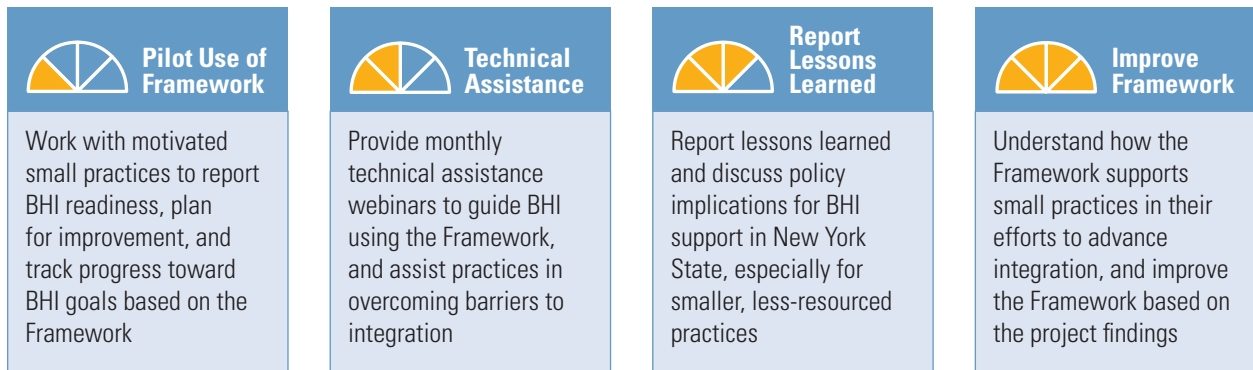 Pilot Use of
Framework
Work with motivated
small practices to report
BHI readiness, plan
for improvement, and
track progress toward
BHI goals based on the
Framework
Technical
Assistance
Provide monthly
technical assistance
webinars to guide BHI
using the Framework,
and assist practices in
overcoming barriers to
integration
Report
Lessons
Learned
Report lessons learned
and discuss policy
implications for BHI
support in New York
State, especially for
smaller, less-resourced
practices
Improve
Framework
Understand how the
Framework supports
small practices in their
efforts to advance
integration, and improve
the Framework based on
the project findings